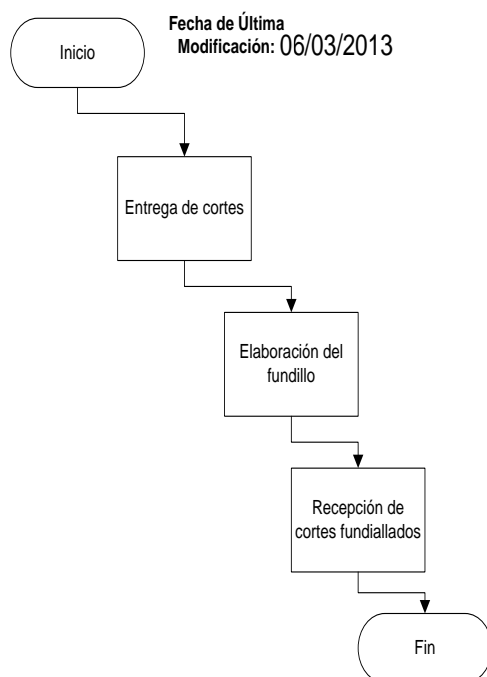 Fecha de Última
Modificación: 06/03/2013
Inicio
Entrega de cortes
Elaboración del
fundillo
Recepción de
cortes fundiallados
Fin